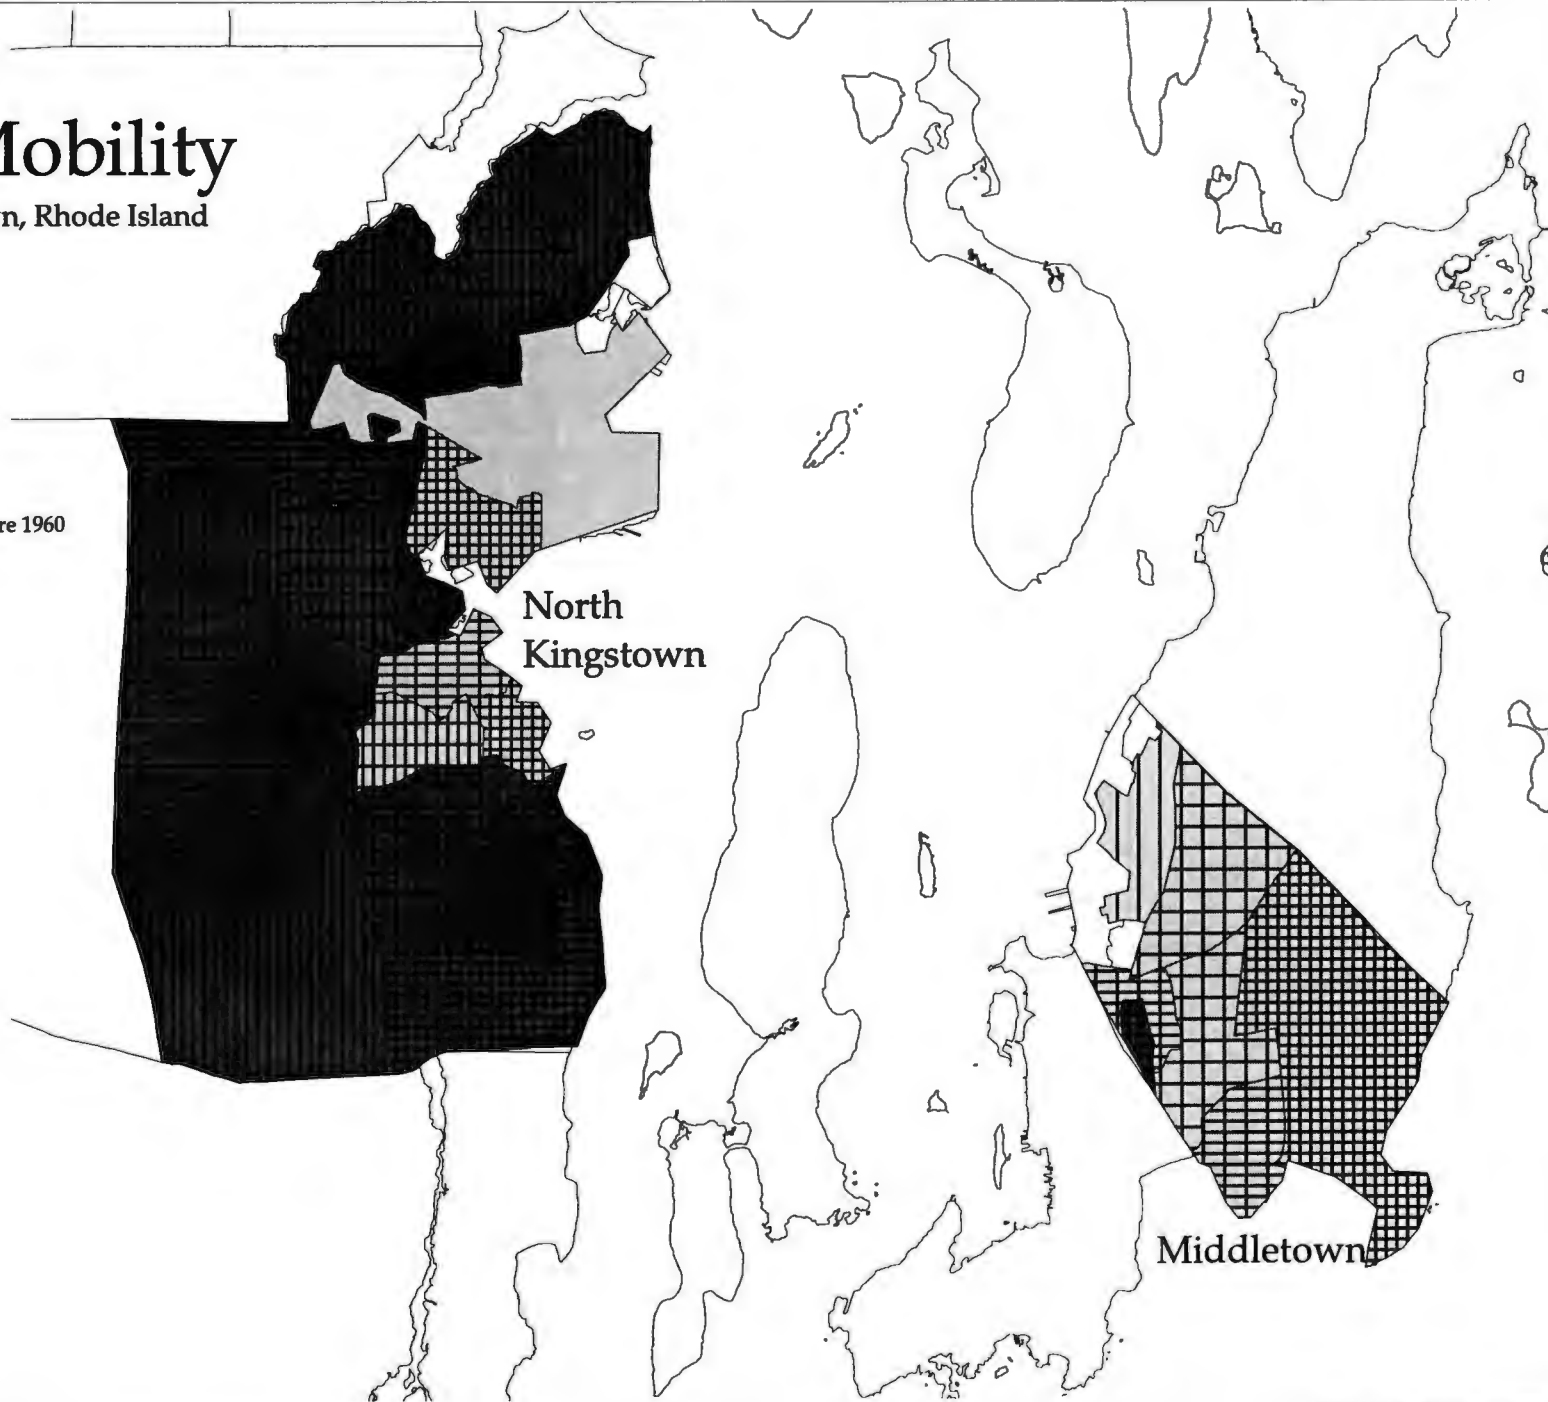 Mobility
n, Rhode Island
re 1960
North
Kingstown
Middletown